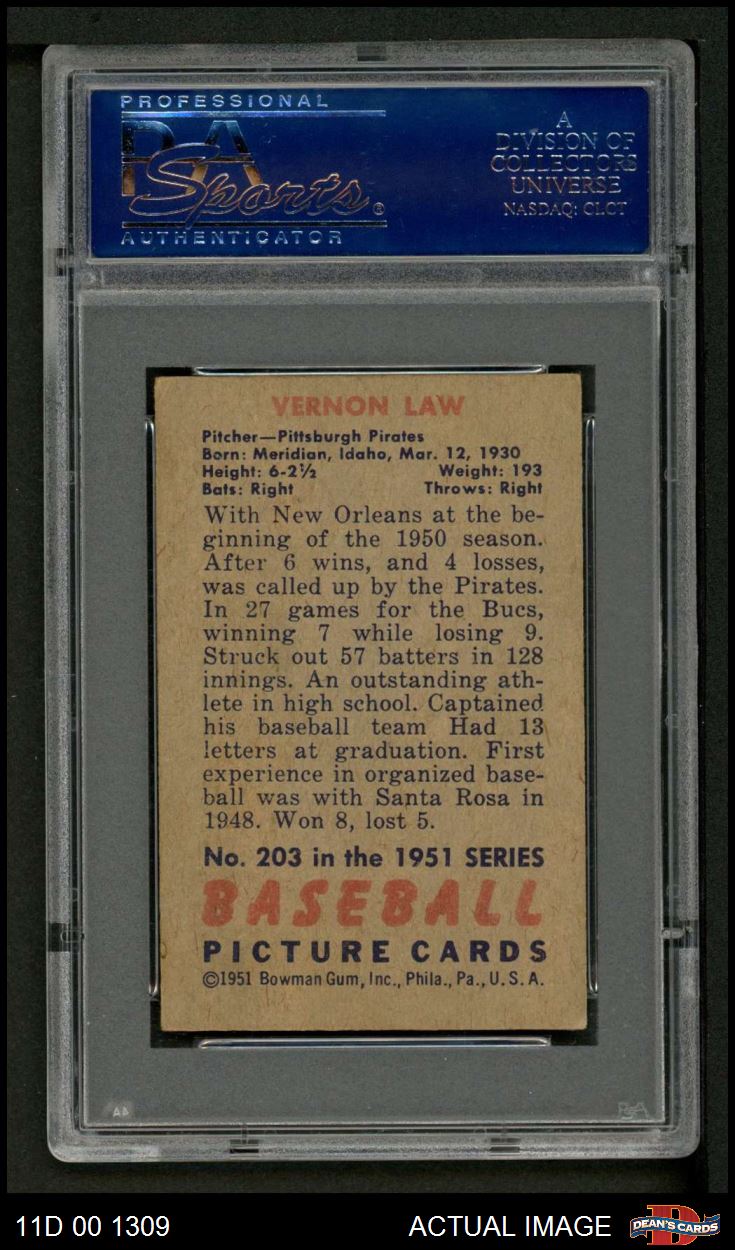 PROFESSIONAL
PSA
Sports®
AUTHENTICATOR
A
DIVISION OF
COLLECTORS
UNIVERSE
NASDAQ: CLCT
VERNON LAW
Pitcher—Pittsburgh Pirates
Born: Meridian, Idaho, Mar. 12, 1930
Height: 6-2½ Weight: 193
Bats: Right Throws: Right
With New Orleans at the be-
ginning of the 1950 season.
After 6 wins, and 4 losses,
was called up by the Pirates.
In 27 games for the Bucs,
winning 7 while losing 9.
Struck out 57 batters in 128
innings. An outstanding ath-
lete in high school. Captained
his baseball team Had 13
letters at graduation. First
experience in organized base-
ball was with Santa Rosa in
1948. Won 8, lost 5.
No. 203 in the 1951 SERIES
BASEBALL
PICTURE CARDS
©1951 Bowman Gum, Inc., Phila., Pa., U. S. A.
PSA
11D 00 1309 ACTUAL IMAGE DEAN'S CARDS